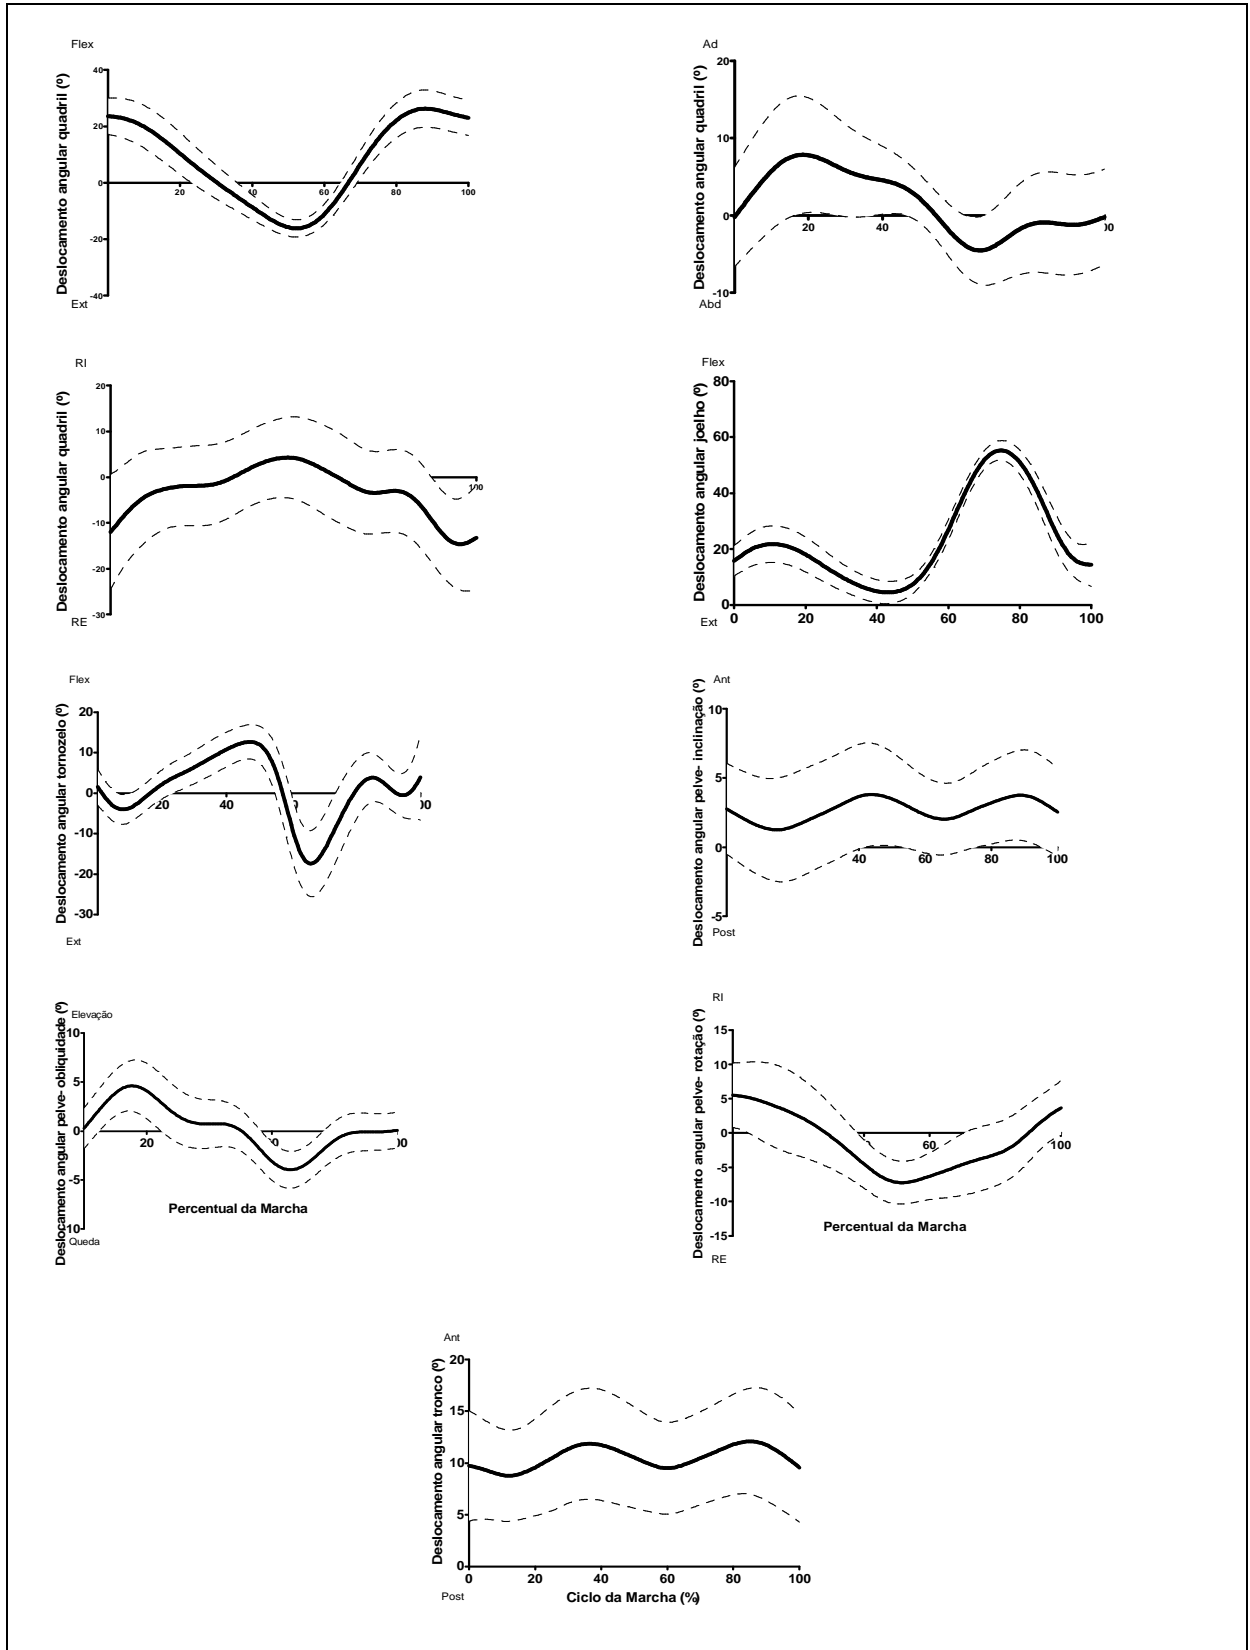 Flex
Deslocamento angular quadril (º)
40
20
0
-20
-40
20
40
60
80
100
Ext
Ad
Deslocamento angular quadril (º)
20
10
0
-10
20
40
Abd
RI
Deslocamento angular quadril (º)
20
10
0
-10
-20
-30
100
RE
Flex
Deslocamento angular joelho (º)
80
60
40
20
0
0 20 40 60 80 100
Ext
Flex
Deslocamento angular tornozelo (º)
20
10
0
-10
-20
-30
20
40
Ext
Ant
Deslocamento angular pelve- inclinação (º)
10
5
0
-5
40 60 80 100
Post
Elevação
Deslocamento angular pelve- obliquidade (º)
10
5
0
-5
10
20
Percentual da Marcha
Queda
RI
Deslocamento angular pelve- rotação (º)
15
10
5
0
-5
-10
-15
60
100
Percentual da Marcha
RE
Ant
Deslocamento angular tronco (º)
20
15
10
5
0
0 20 40 60 80 100
Post
Ciclo da Marcha (%)